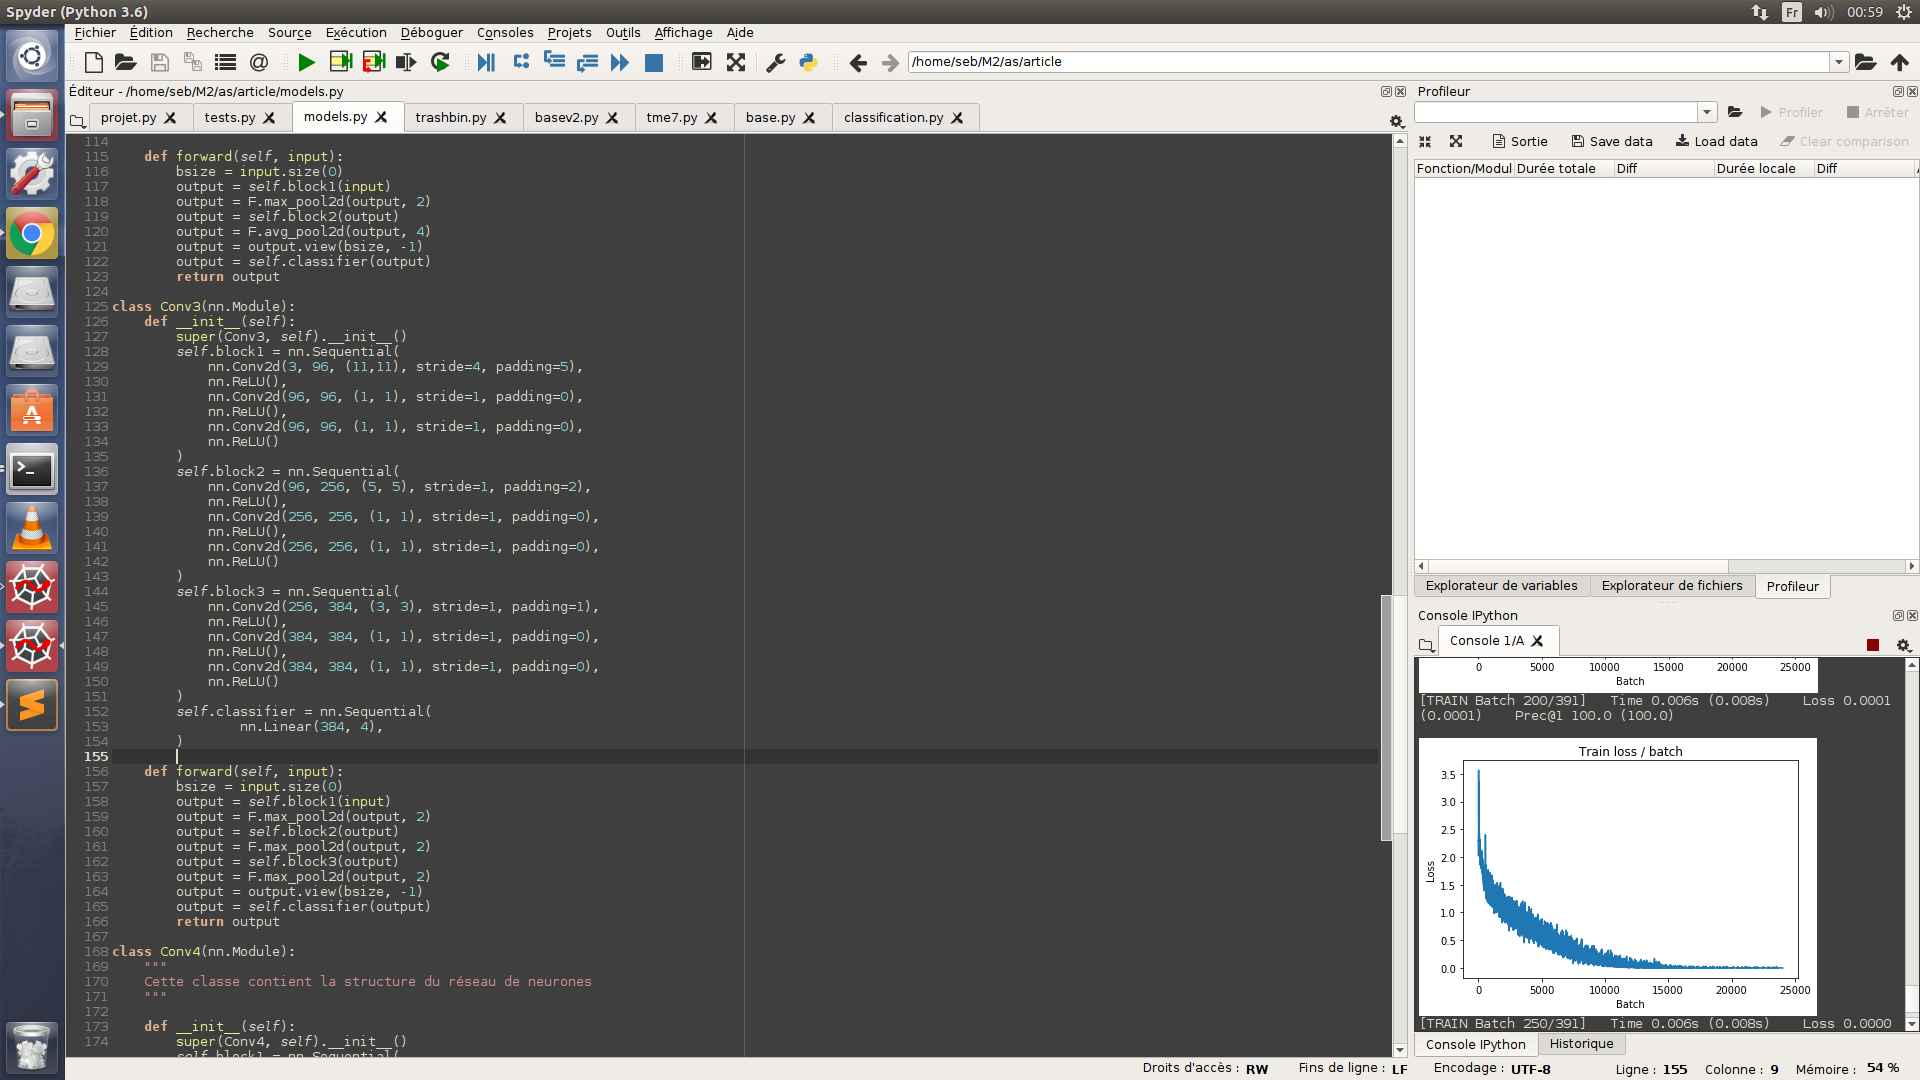 Spyder (Python 3.6)
Fr
00:59
Fichier Édition Recherche Source Exécution Déboguer Consoles Projets Outils Affichage Aide
/home/seb/M2/as/article
Éditeur - /home/seb/M2/as/article/models.py
projet.py tests.py models.py trashbin.py basev2.py tme7.py base.py classification.py
114
115 def forward(self, input):
116 bsize = input.size(0)
117 output = self.block1(input)
118 output = F.max_pool2d(output, 2)
119 output = self.block2(output)
120 output = F.avg_pool2d(output, 4)
121 output = output.view(bsize, -1)
122 output = self.classifier(output)
123 return output
124
125 class Conv3(nn.Module):
126 def __init__(self):
127 super(Conv3, self).__init__()
128 self.block1 = nn.Sequential(
129 nn.Conv2d(3, 96, (11,11), stride=4, padding=5),
130 nn.ReLU(),
131 nn.Conv2d(96, 96, (1, 1), stride=1, padding=0),
132 nn.ReLU(),
133 nn.Conv2d(96, 96, (1, 1), stride=1, padding=0),
134 nn.ReLU()
135 )
136 self.block2 = nn.Sequential(
137 nn.Conv2d(96, 256, (5, 5), stride=1, padding=2),
138 nn.ReLU(),
139 nn.Conv2d(256, 256, (1, 1), stride=1, padding=0),
140 nn.ReLU(),
141 nn.Conv2d(256, 256, (1, 1), stride=1, padding=0),
142 nn.ReLU()
143 )
144 self.block3 = nn.Sequential(
145 nn.Conv2d(256, 384, (3, 3), stride=1, padding=1),
146 nn.ReLU(),
147 nn.Conv2d(384, 384, (1, 1), stride=1, padding=0),
148 nn.ReLU(),
149 nn.Conv2d(384, 384, (1, 1), stride=1, padding=0),
150 nn.ReLU()
151 )
152 self.classifier = nn.Sequential(
153 nn.Linear(384, 4),
154 )
155
156 def forward(self, input):
157 bsize = input.size(0)
158 output = self.block1(input)
159 output = F.max_pool2d(output, 2)
160 output = self.block2(output)
161 output = F.max_pool2d(output, 2)
162 output = self.block3(output)
163 output = F.max_pool2d(output, 2)
164 output = output.view(bsize, -1)
165 output = self.classifier(output)
166 return output
167
168 class Conv4(nn.Module):
169 """
170 Cette classe contient la structure du réseau de neurones
171 """
172
173 def __init__(self):
174 super(Conv4, self).__init__()
self.block1 = nn.Sequential(
Profileur
Profiler Arrêter
Sortie Save data Load data Clear comparison
Fonction/Modul Durée totale Diff Durée locale Diff
Explorateur de variables Explorateur de fichiers Profileur
Console IPython
Console 1/A
0 5000 10000 15000 20000 25000
Batch
[TRAIN Batch 200/391] Time 0.006s (0.008s) Loss 0.0001
(0.0001) Prec@1 100.0 (100.0)
Train loss / batch
3.5
3.0
2.5
2.0
1.5
1.0
0.5
0.0
Loss
0 5000 10000 15000 20000 25000
Batch
[TRAIN Batch 250/391] Time 0.006s (0.008s) Loss 0.0000
Console IPython Historique
Droits d'accès : RW Fins de ligne : LF Encodage : UTF-8 Ligne : 155 Colonne : 9 Mémoire : 54 %